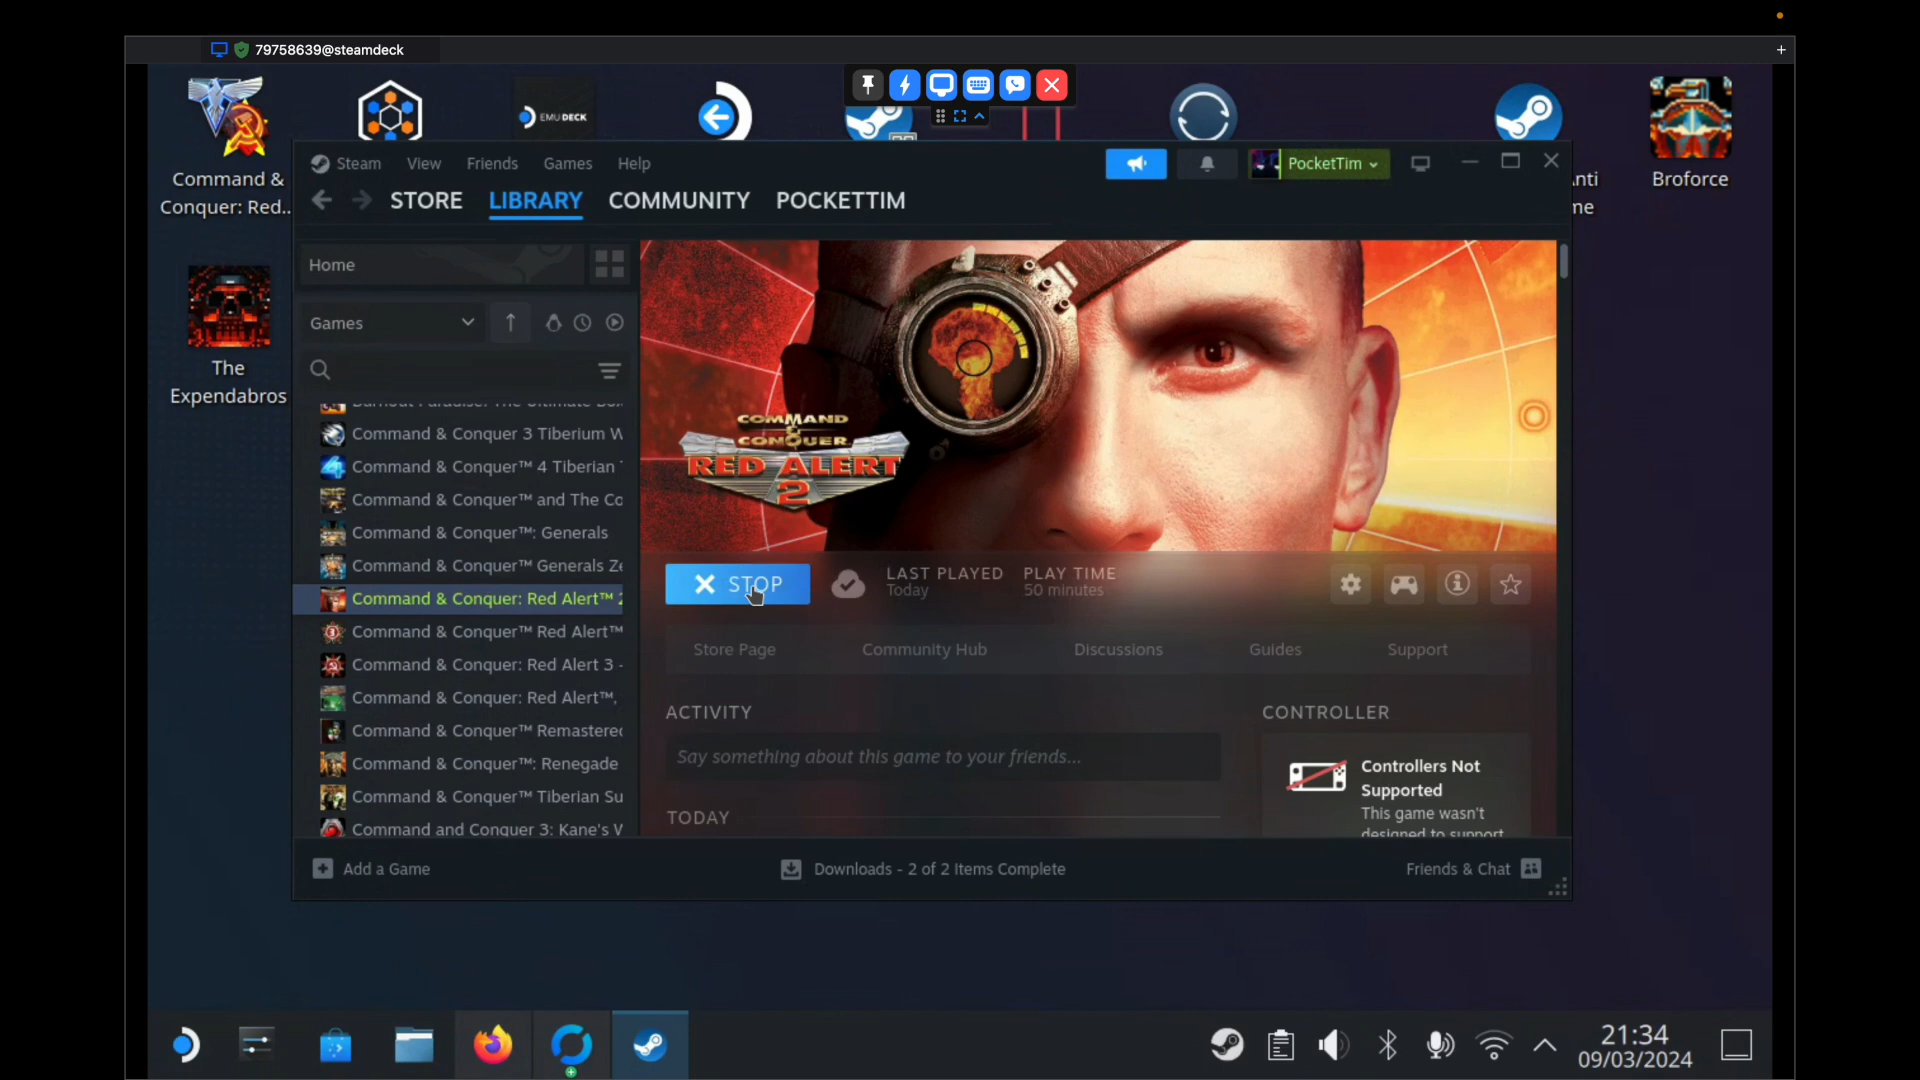 79758639@steamdeck
+
EMUDECK
Command &
Conquer: Red...
Broforce
The
Expendabros
Steam
View
Friends
Games
Help
PocketTim
STORE
LIBRARY
COMMUNITY
POCKETTIM
Home
Games
Command & Conquer 3 Tiberium W
Command & Conquer™ 4 Tiberian
Command & Conquer™ and The Co
Command & Conquer™: Generals
Command & Conquer™ Generals Ze
Command & Conquer: Red Alert™ 2
Command & Conquer™ Red Alert™
Command & Conquer: Red Alert 3 -
Command & Conquer: Red Alert™,
Command & Conquer™ Remastered
Command & Conquer™: Renegade
Command & Conquer™ Tiberian Su
Command and Conquer 3: Kane's W
COMMAND
&
CONQUER
RED ALERT
2
STOP
LAST PLAYED
Today
PLAY TIME
50 minutes
Store Page
Community Hub
Discussions
Guides
Support
ACTIVITY
Say something about this game to your friends...
TODAY
CONTROLLER
Controllers Not
Supported
This game wasn't
designed to support
Add a Game
Downloads - 2 of 2 Items Complete
Friends & Chat
21:34
09/03/2024